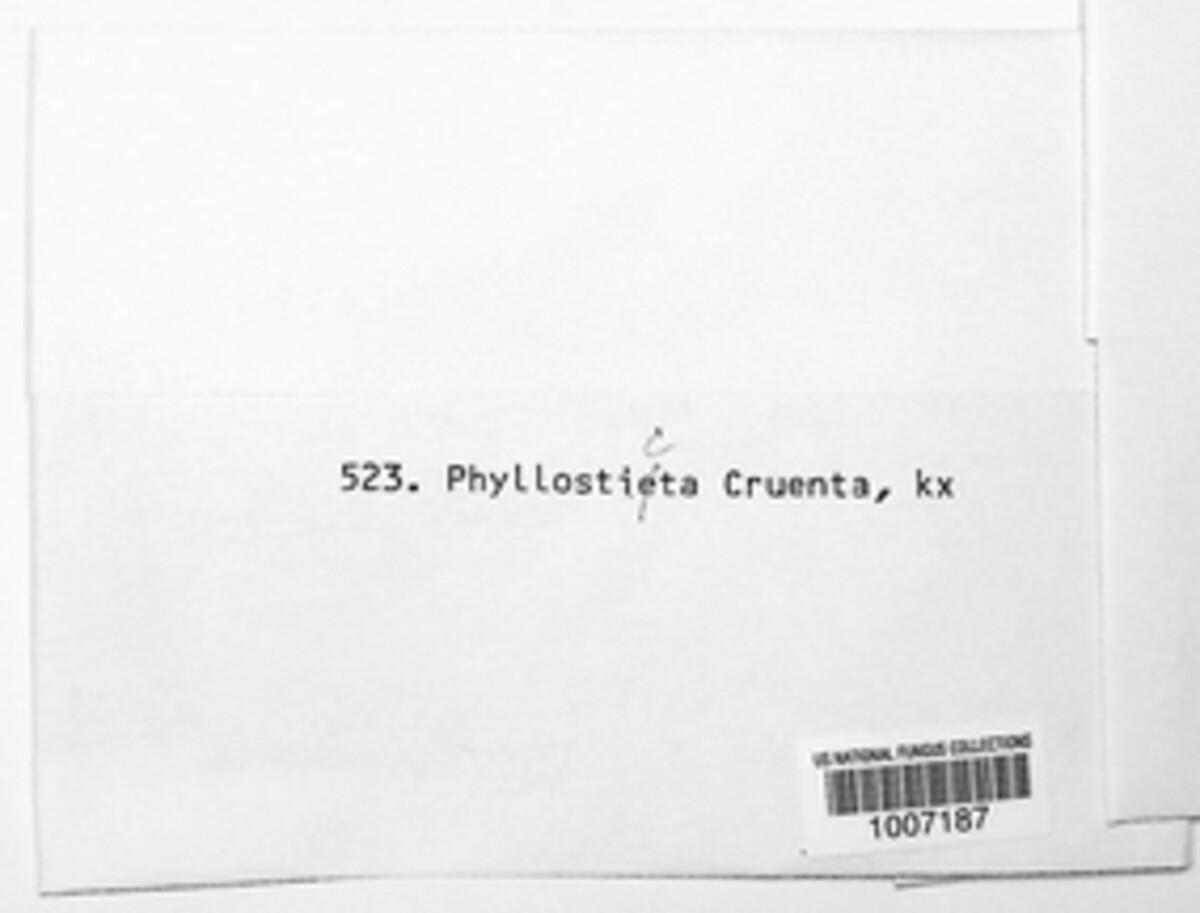 c
523. Phyllostieta Cruenta, kx
US NATIONAL FUNGUS COLLECTIONS
1007187